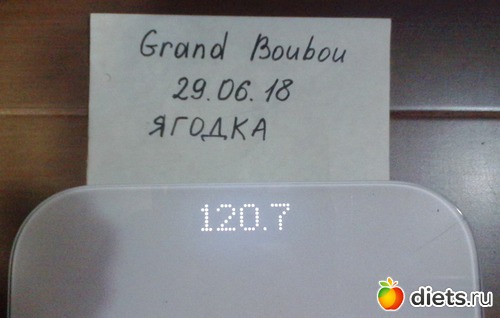 Grand Boubou
29.06.18
ЯГОДКА
120.7
diets.ru